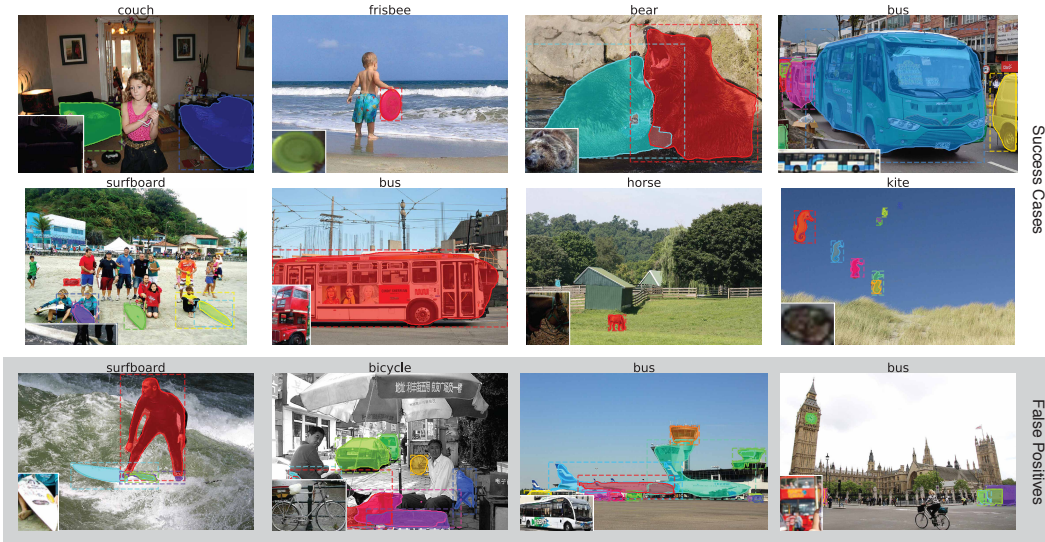 couch
frisbee
bear
bus
surfboard
bus
horse
kite
Success Cases
surfboard
bicycle
bus
bus
False Positives